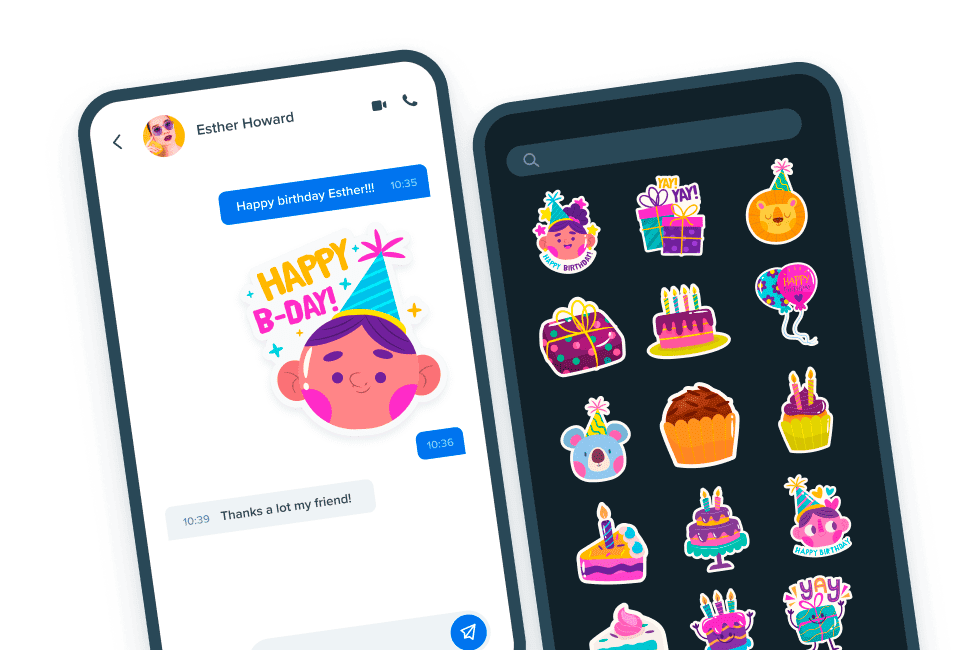 Esther Howard
Happy birthday Esther!!! 10:35
HAPPY
B-DAY!
10:36
10:39 Thanks a lot my friend!
YAY!
YAY!
HAPPY BIRTHDAY!
HAPPY
HAPPY BIRTHDAY
YAY